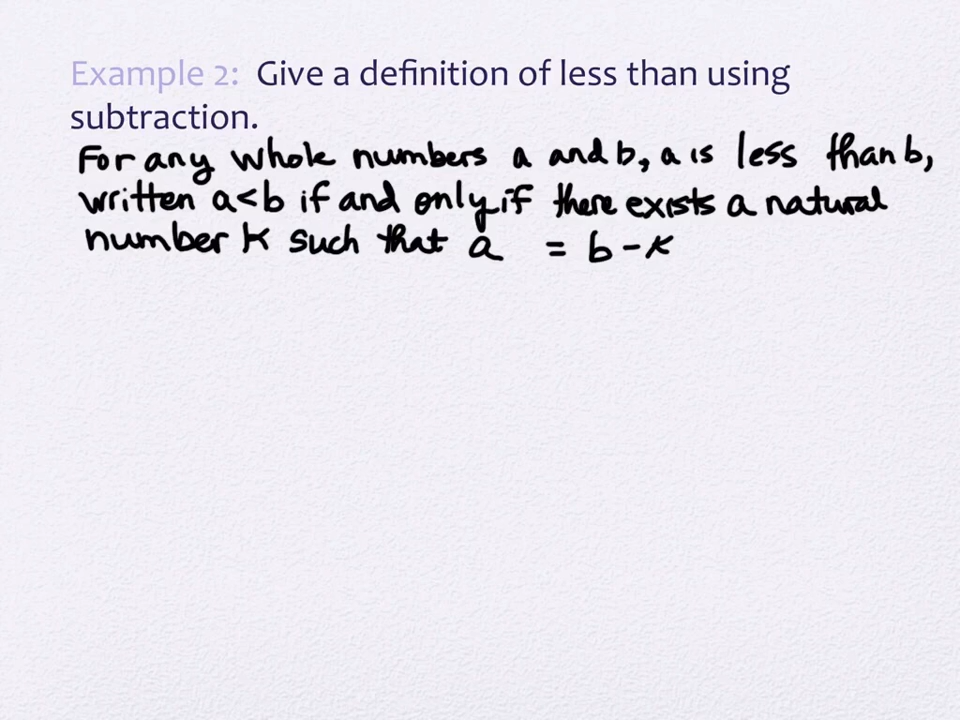 Example 2: Give a definition of less than using
subtraction.
For any whole numbers a and b, a is less than b,
written a<b if and only if there exists a natural
number k such that a = b-k